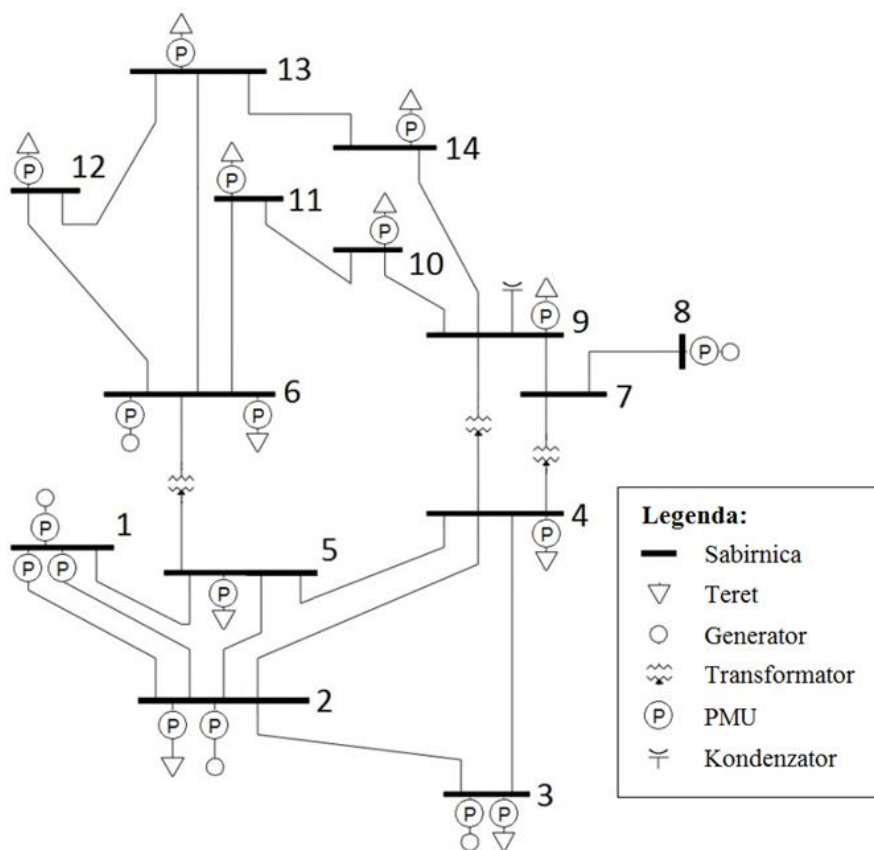 P
13
P
14
P
12
P
11
P
10
P
9
8
P
7
P
6
P
P
1
P
P
5
P
4
P
2
P
P
3
P
P
Legenda:
Sabirnica
Teret
Generator
Transformator
P PMU
Kondenzator